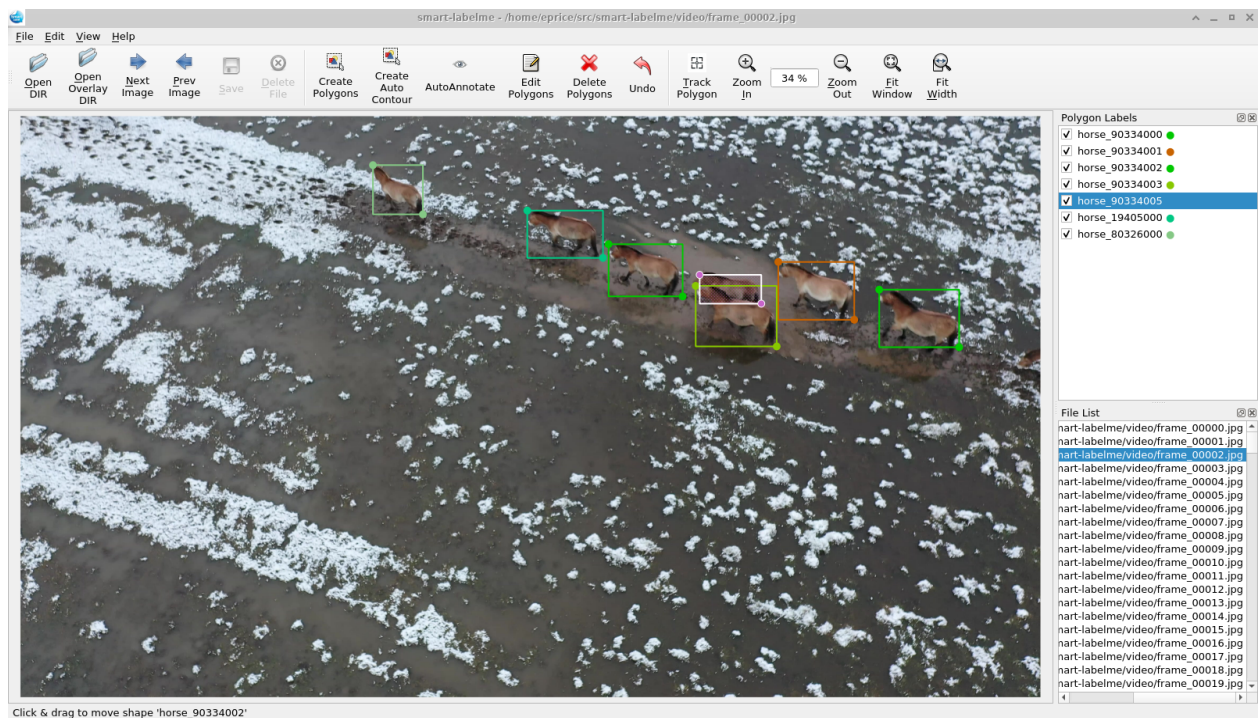 smart-labelme - /home/eprice/src/smart-labelme/video/frame_00002.jpg
File Edit View Help
Open DIR
Open Overlay DIR
Next Image
Prev Image
Save
Delete File
Create Polygons
Create Auto Contour
AutoAnnotate
Edit Polygons
Delete Polygons
Undo
Track Polygon
Zoom In
34 %
Zoom Out
Fit Window
Fit Width
Polygon Labels
horse_90334000
horse_90334001
horse_90334002
horse_90334003
horse_90334005
horse_19405000
horse_80326000
File List
nart-labelme/video/frame_00000.jpg
nart-labelme/video/frame_00001.jpg
nart-labelme/video/frame_00002.jpg
nart-labelme/video/frame_00003.jpg
nart-labelme/video/frame_00004.jpg
nart-labelme/video/frame_00005.jpg
nart-labelme/video/frame_00006.jpg
nart-labelme/video/frame_00007.jpg
nart-labelme/video/frame_00008.jpg
nart-labelme/video/frame_00009.jpg
nart-labelme/video/frame_00010.jpg
nart-labelme/video/frame_00011.jpg
nart-labelme/video/frame_00012.jpg
nart-labelme/video/frame_00013.jpg
nart-labelme/video/frame_00014.jpg
nart-labelme/video/frame_00015.jpg
nart-labelme/video/frame_00016.jpg
nart-labelme/video/frame_00017.jpg
nart-labelme/video/frame_00018.jpg
nart-labelme/video/frame_00019.jpg
Click & drag to move shape 'horse_90334002'